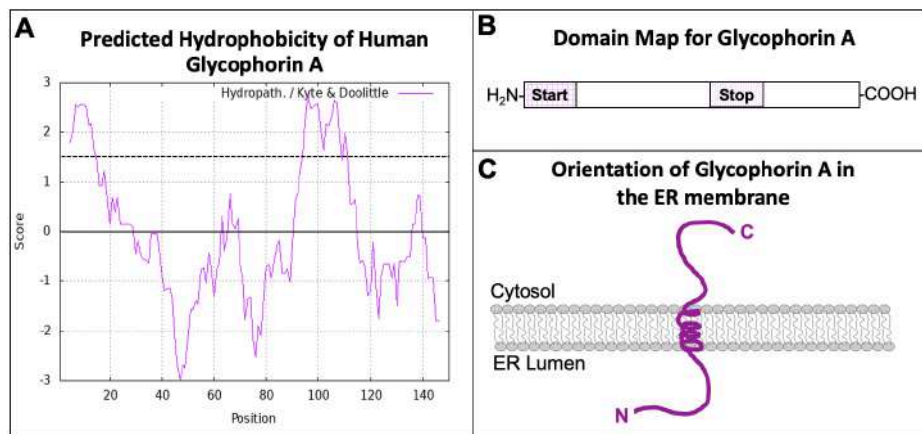 A
Predicted Hydrophobicity of Human
Glycophorin A
Hydropath. / Kyte & Doolittle
3
2
1
0
-1
-2
-3
Score
20
40
60
80
100
120
140
Position
B
Domain Map for Glycophorin A
H₂N-
Start
Stop
-COOH
C
Orientation of Glycophorin A in
the ER membrane
C
Cytosol
ER Lumen
N